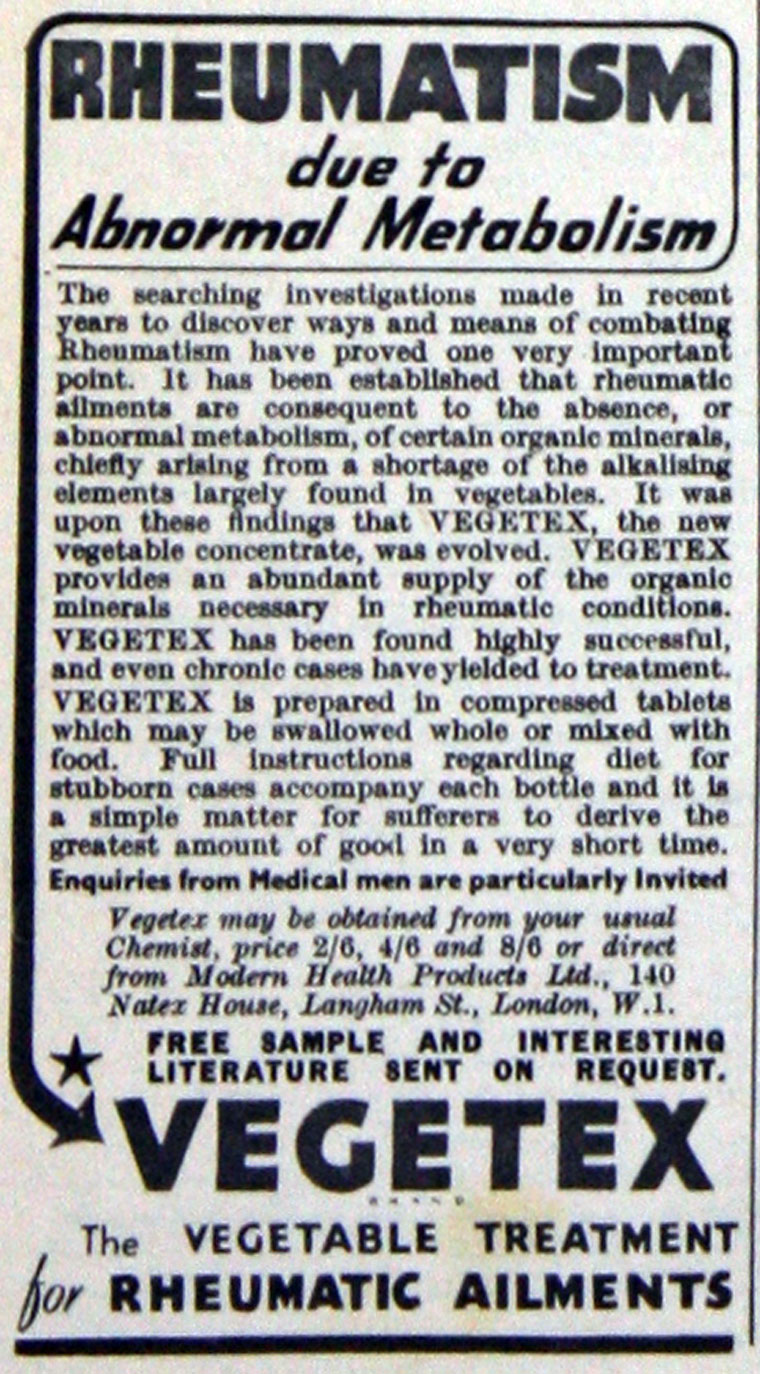 RHEUMATISM
due to
Abnormal Metabolism
The searching investigations made in recent
years to discover ways and means of combating
Rheumatism have proved one very important
point. It has been established that rheumatic
ailments are consequent to the absence, or
abnormal metabolism, of certain organic minerals,
chiefly arising from a shortage of the alkalising
elements largely found in vegetables. It was
upon these findings that VEGETEX, the new
vegetable concentrate, was evolved. VEGETEX
provides an abundant supply of the organic
minerals necessary in rheumatic conditions.
VEGETEX has been found highly successful,
and even chronic cases have yielded to treatment.
VEGETEX is prepared in compressed tablets
which may be swallowed whole or mixed with
food. Full instructions regarding diet for
stubborn cases accompany each bottle and it is
a simple matter for sufferers to derive the
greatest amount of good in a very short time.
Enquiries from Medical men are particularly Invited
Vegetex may be obtained from your usual
Chemist, price 2/6, 4/6 and 8/6 or direct
from Modern Health Products Ltd., 140
Natex House, Langham St., London, W.1.
★ FREE SAMPLE AND INTERESTING
LITERATURE SENT ON REQUEST.
VEGETEX
BRAND
The VEGETABLE TREATMENT
for RHEUMATIC AILMENTS